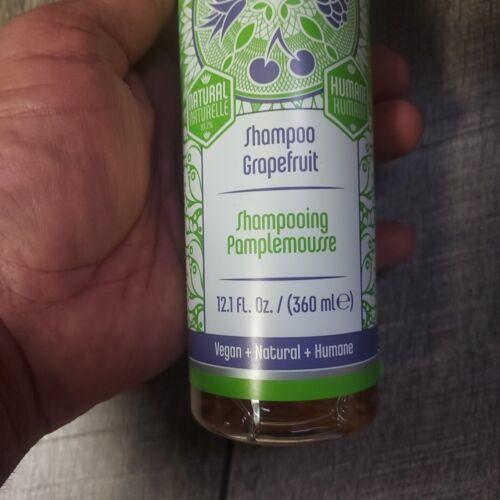 NATURAL
NATURELLE
HUMANE
Shampoo
Grapefruit
Shampooing
Pamplemousse
12.1 Fl. Oz. / (360 ml℮)
Vegan + Natural + Humane